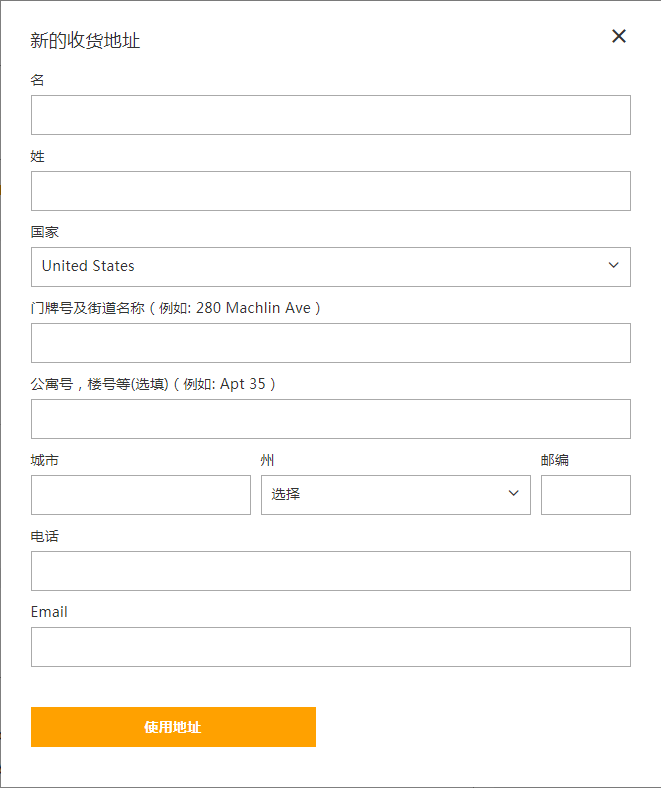 新的收货地址
名
姓
国家
United States
门牌号及街道名称（例如: 280 Machlin Ave）
公寓号，楼号等(选填)（例如: Apt 35）
城市 州 邮编
选择
电话
Email
使用地址